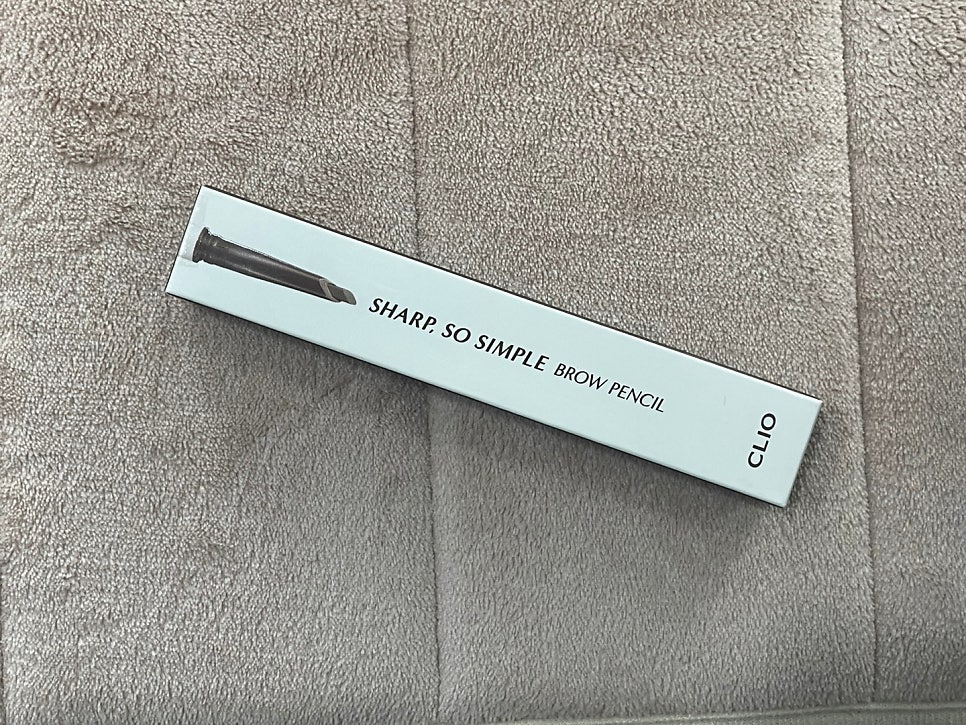 SHARP, SO SIMPLE BROW PENCIL
CLIO